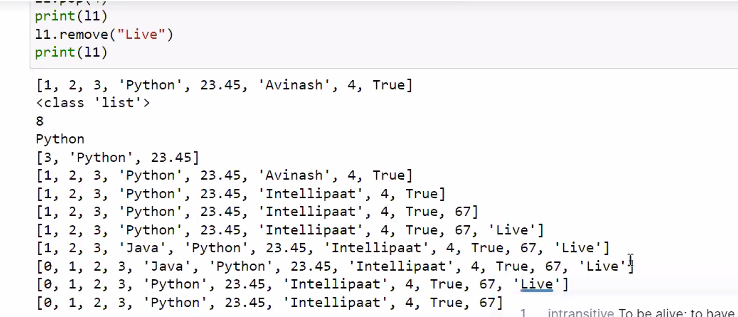 print(l1)
l1.remove("Live")
print(l1)
[1, 2, 3, 'Python', 23.45, 'Avinash', 4, True]
<class 'list'>
8
Python
[3, 'Python', 23.45]
[1, 2, 3, 'Python', 23.45, 'Avinash', 4, True]
[1, 2, 3, 'Python', 23.45, 'Intellipaat', 4, True]
[1, 2, 3, 'Python', 23.45, 'Intellipaat', 4, True, 67]
[1, 2, 3, 'Python', 23.45, 'Intellipaat', 4, True, 67, 'Live']
[1, 2, 3, 'Java', 'Python', 23.45, 'Intellipaat', 4, True, 67, 'Live']
[0, 1, 2, 3, 'Java', 'Python', 23.45, 'Intellipaat', 4, True, 67, 'Live']
[0, 1, 2, 3, 'Python', 23.45, 'Intellipaat', 4, True, 67, 'Live']
[0, 1, 2, 3, 'Python', 23.45, 'Intellipaat', 4, True, 67]
1. intransitive To be alive; to have